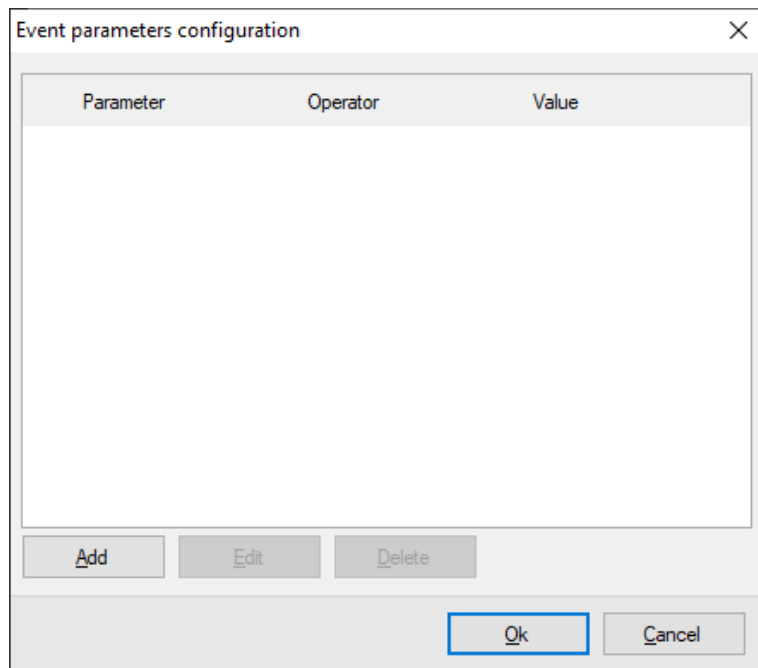 Event parameters configuration
Parameter Operator Value
Add Edit Delete
Ok Cancel